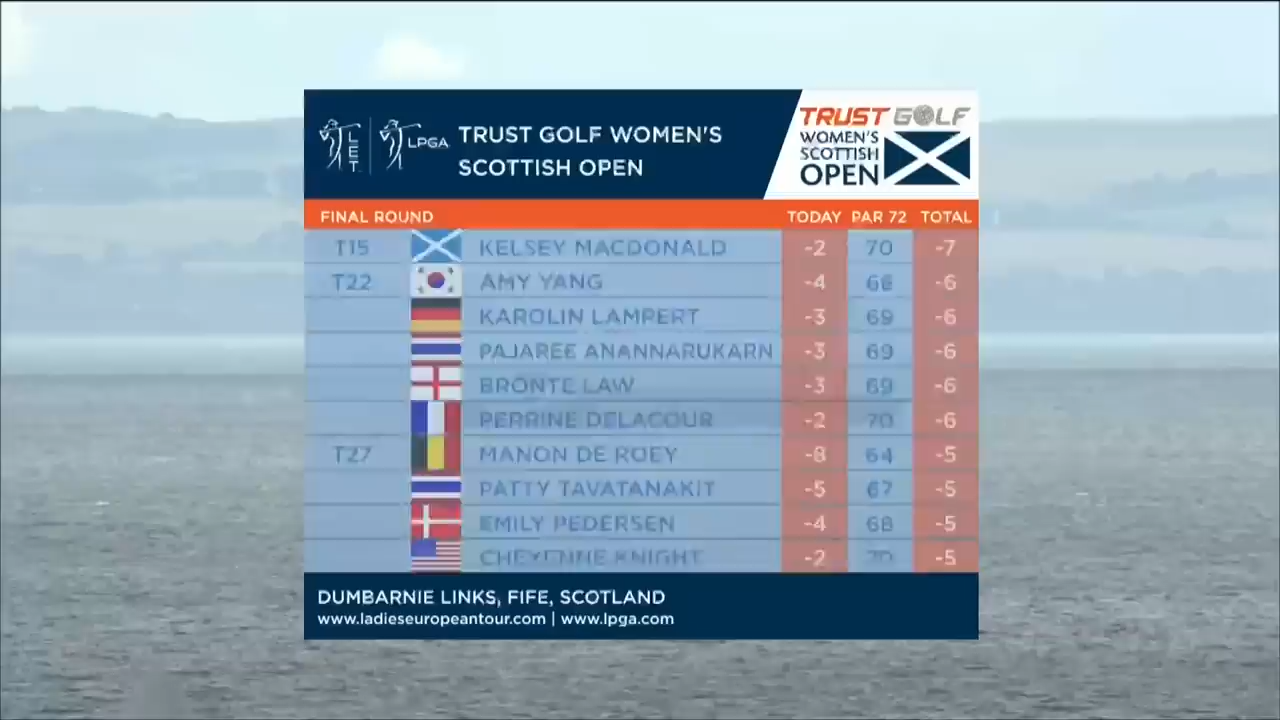 LET LPGA TRUST GOLF WOMEN'S
SCOTTISH OPEN
TRUST GOLF
WOMEN'S
SCOTTISH
OPEN
FINAL ROUND TODAY PAR 72 TOTAL
T15 KELSEY MACDONALD -2 70 -7
T22 AMY YANG -4 68 -6
KAROLIN LAMPERT -3 69 -6
PAJAREE ANANNARUKARN -3 69 -6
BRONTE LAW -3 69 -6
PERRINE DELACOUR -2 70 -6
T27 MANON DE ROEY -8 64 -5
PATTY TAVATANAKIT -5 67 -5
EMILY PEDERSEN -4 68 -5
CHEYENNE KNIGHT -2 70 -5
DUMBARNIE LINKS, FIFE, SCOTLAND
www.ladieseuropeantour.com | www.lpga.com